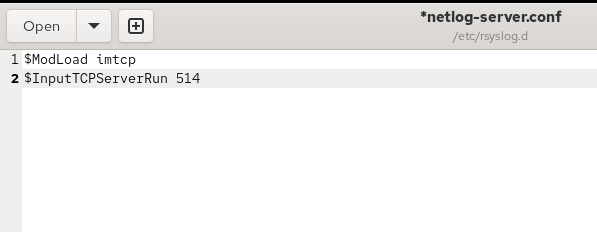 Open
*netlog-server.conf
/etc/rsyslog.d
1 $ModLoad imtcp
2 $InputTCPServerRun 514